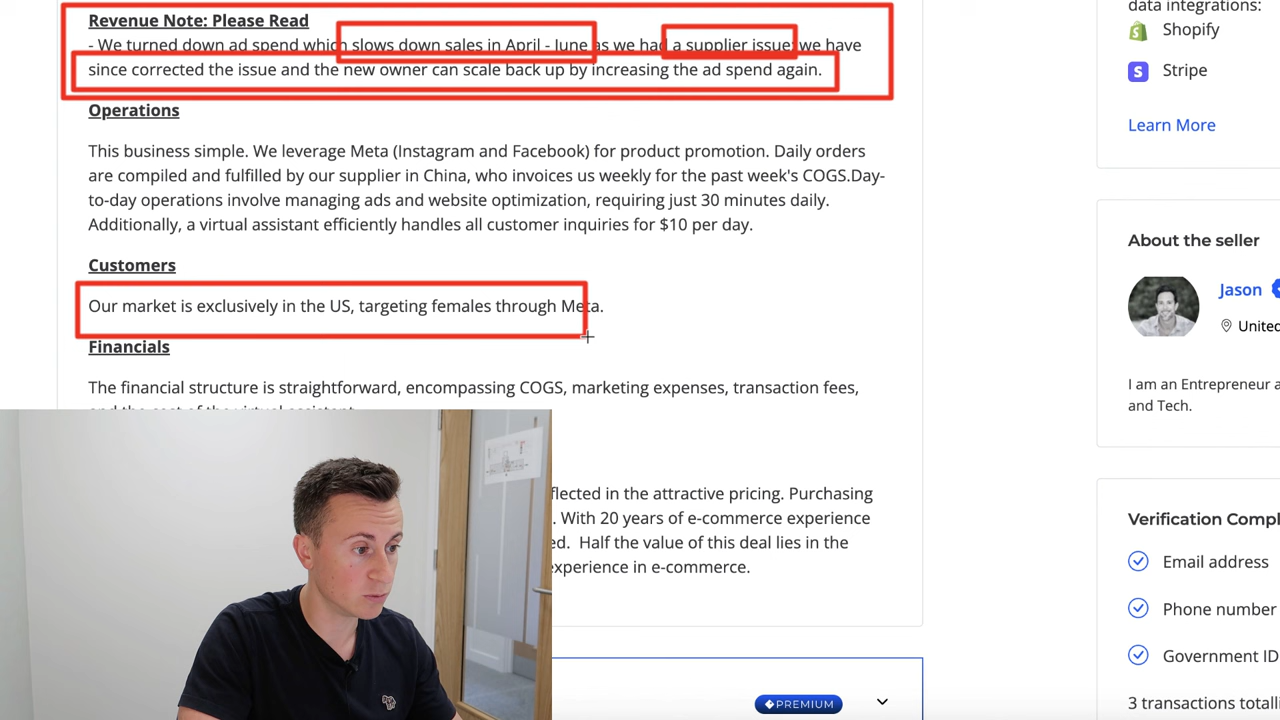 Revenue Note: Please Read
- We turned down ad spend which slows down sales in April - June as we had a supplier issue; we have
since corrected the issue and the new owner can scale back up by increasing the ad spend again.
Operations
This business simple. We leverage Meta (Instagram and Facebook) for product promotion. Daily orders
are compiled and fulfilled by our supplier in China, who invoices us weekly for the past week's COGS.Day-
to-day operations involve managing ads and website optimization, requiring just 30 minutes daily.
Additionally, a virtual assistant efficiently handles all customer inquiries for $10 per day.
Customers
Our market is exclusively in the US, targeting females through Meta.
Financials
The financial structure is straightforward, encompassing COGS, marketing expenses, transaction fees,
and the cost of the virtual assistant.
flected in the attractive pricing. Purchasing
. With 20 years of e-commerce experience
ed. Half the value of this deal lies in the
experience in e-commerce.
PREMIUM
data integrations:
Shopify
S Stripe
Learn More
About the seller
Jason
United
I am an Entrepreneur a
and Tech.
Verification Compl
Email address
Phone number
Government ID
3 transactions totalli